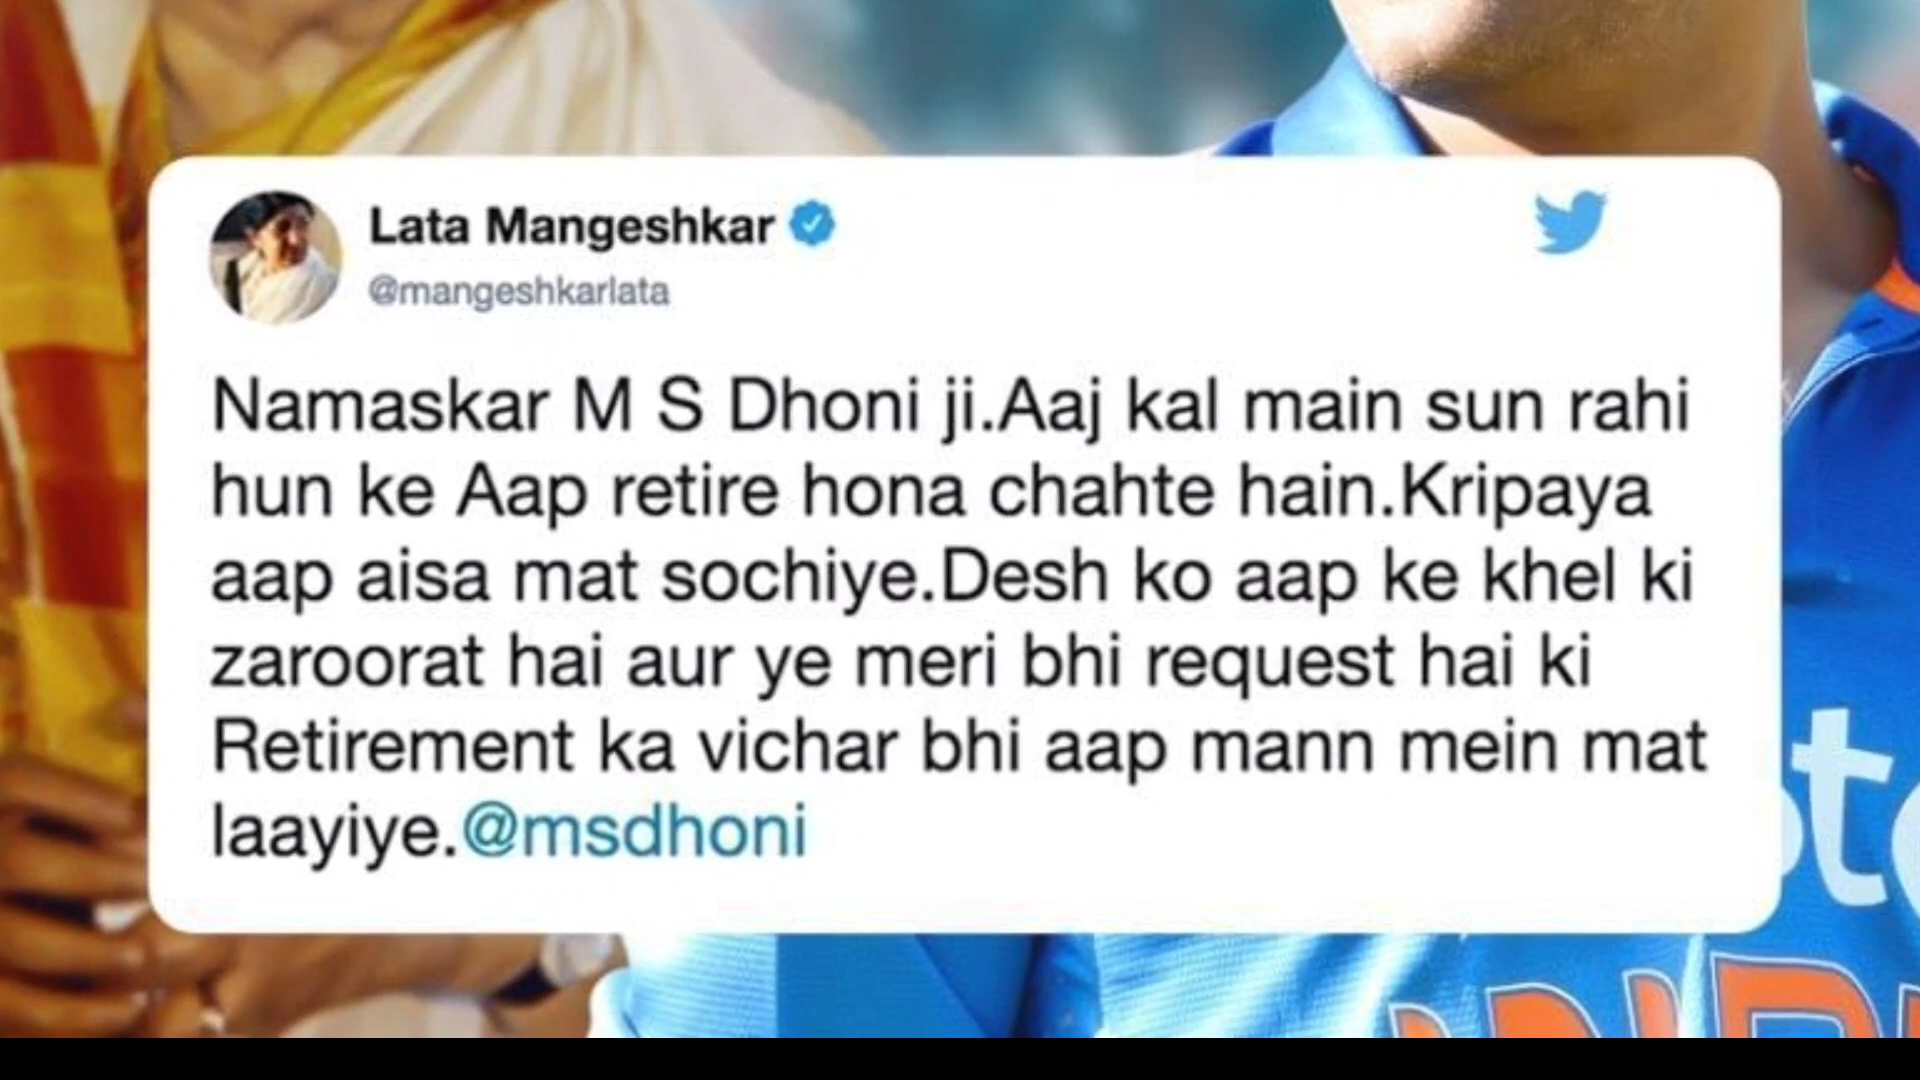 Lata Mangeshkar
@mangeshkarlata
Namaskar M S Dhoni ji.Aaj kal main sun rahi
hun ke Aap retire hona chahte hain.Kripaya
aap aisa mat sochiye.Desh ko aap ke khel ki
zaroorat hai aur ye meri bhi request hai ki
Retirement ka vichar bhi aap mann mein mat
laayiye.@msdhoni